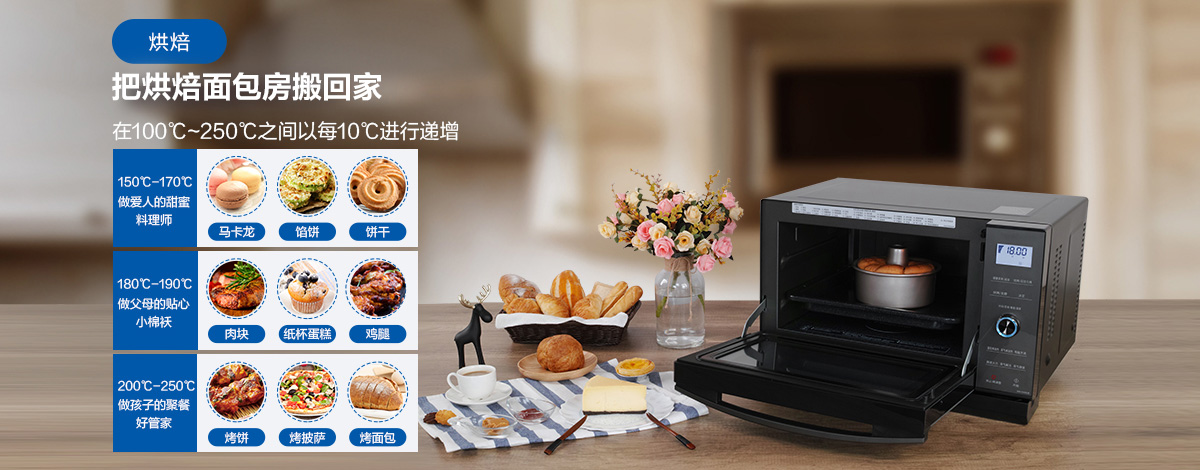 烘焙
把烘焙面包房搬回家
在100℃~250℃之间以每10℃进行递增
150℃-170℃
做爱人的甜蜜
料理师
马卡龙
馅饼
饼干
180℃-190℃
做父母的贴心
小棉袄
肉块
纸杯蛋糕
鸡腿
200℃-250℃
做孩子的聚餐
好管家
烤饼
烤披萨
烤面包
18:00